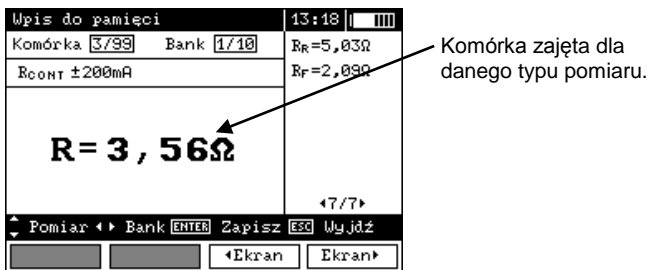 Wpis do pamięci 13:18
Komórka 3/99 Bank 1/10 RR=5,03Ω
RCONT ±200mA RF=2,09Ω
R=3,56Ω
◂7/7▸
Pomiar ◂▸ Bank ENTER Zapisz ESC Wyjdź
◂Ekran Ekran▸
Komórka zajęta dla
danego typu pomiaru.